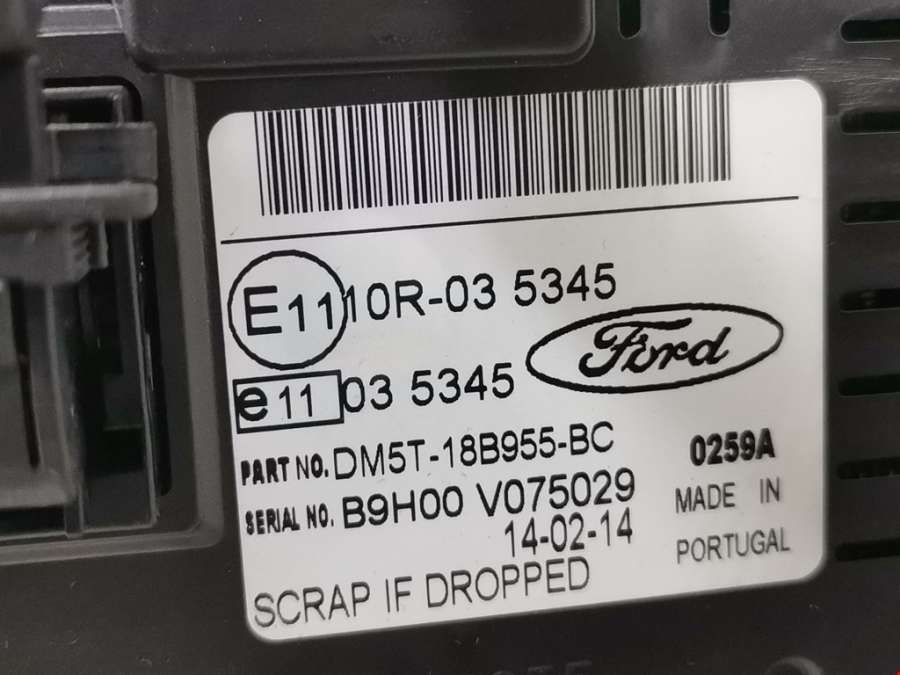 E11 10R-03 5345
e11 03 5345
Ford
PART NO. DM5T-18B955-BC
0259A
SERIAL NO. B9H00 V075029
MADE IN
14-02-14
PORTUGAL
SCRAP IF DROPPED